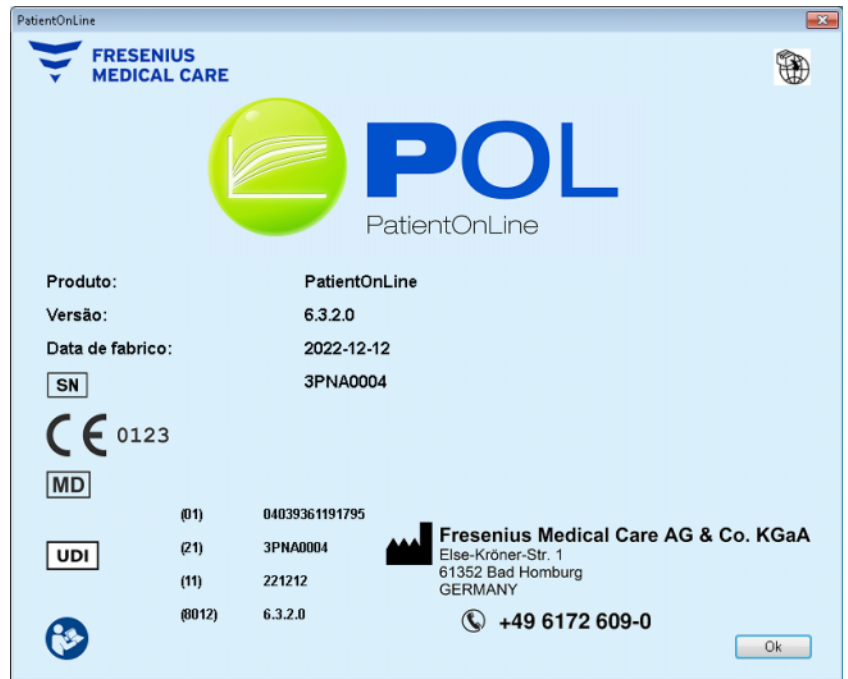 PatientOnLine
FRESENIUS
MEDICAL CARE
POL
PatientOnLine
Produto: PatientOnLine
Versão: 6.3.2.0
Data de fabrico: 2022-12-12
SN 3PNA0004
CE 0123
MD
(01) 04039361191795
UDI (21) 3PNA0004
(11) 221212
(8012) 6.3.2.0
Fresenius Medical Care AG & Co. KGaA
Else-Kröner-Str. 1
61352 Bad Homburg
GERMANY
+49 6172 609-0
Ok